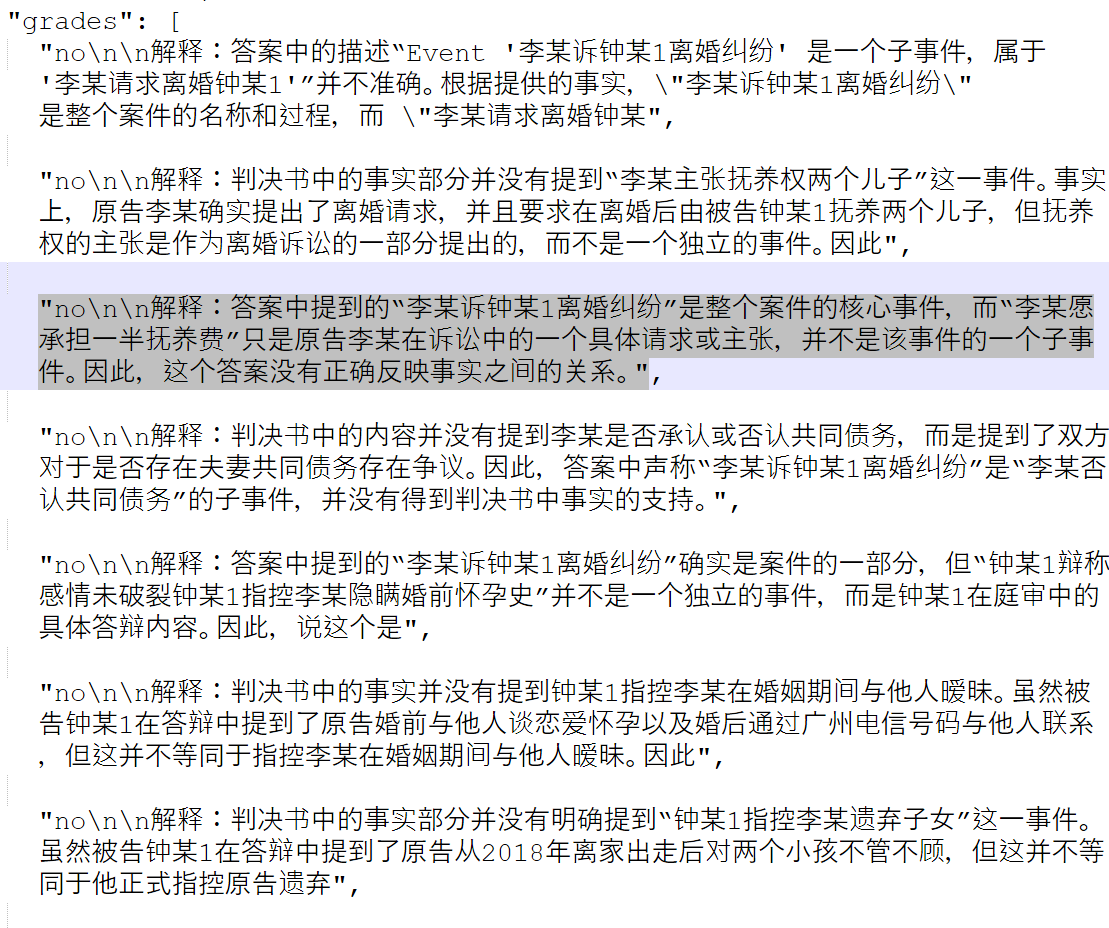 "grades": [
"no\n\n解释：答案中的描述“Event '李某诉钟某1离婚纠纷' 是一个子事件，属于
'李某请求离婚钟某1'”并不准确。根据提供的事实，\"李某诉钟某1离婚纠纷\"
是整个案件的名称和过程，而 \"李某请求离婚钟某",
"no\n\n解释：判决书中的事实部分并没有提到“李某主张抚养权两个儿子”这一事件。事实
上，原告李某确实提出了离婚请求，并且要求在离婚后由被告钟某1抚养两个儿子，但抚养
权的主张是作为离婚诉讼的一部分提出的，而不是一个独立的事件。因此",
"no\n\n解释：答案中提到的“李某诉钟某1离婚纠纷”是整个案件的核心事件，而“李某愿
承担一半抚养费”只是原告李某在诉讼中的一个具体请求或主张，并不是该事件的一个子事
件。因此，这个答案没有正确反映事实之间的关系。",
"no\n\n解释：判决书中的内容并没有提到李某是否承认或否认共同债务，而是提到了双方
对于是否存在夫妻共同债务存在争议。因此，答案中声称“李某诉钟某1离婚纠纷”是“李某否
认共同债务”的子事件，并没有得到判决书中事实的支持。",
"no\n\n解释：答案中提到的“李某诉钟某1离婚纠纷”确实是案件的一部分，但“钟某1辩称
感情未破裂钟某1指控李某隐瞒婚前怀孕史”并不是一个独立的事件，而是钟某1在庭审中的
具体答辩内容。因此，说这个是",
"no\n\n解释：判决书中的事实并没有提到钟某1指控李某在婚姻期间与他人暧昧。虽然被
告钟某1在答辩中提到了原告婚前与他人谈恋爱怀孕以及婚后通过广州电信号码与他人联系
，但这并不等同于指控李某在婚姻期间与他人暧昧。因此",
"no\n\n解释：判决书中的事实部分并没有明确提到“钟某1指控李某遗弃子女”这一事件。
虽然被告钟某1在答辩中提到了原告从2018年离家出走后对两个小孩不管不顾，但这并不等
同于他正式指控原告遗弃",